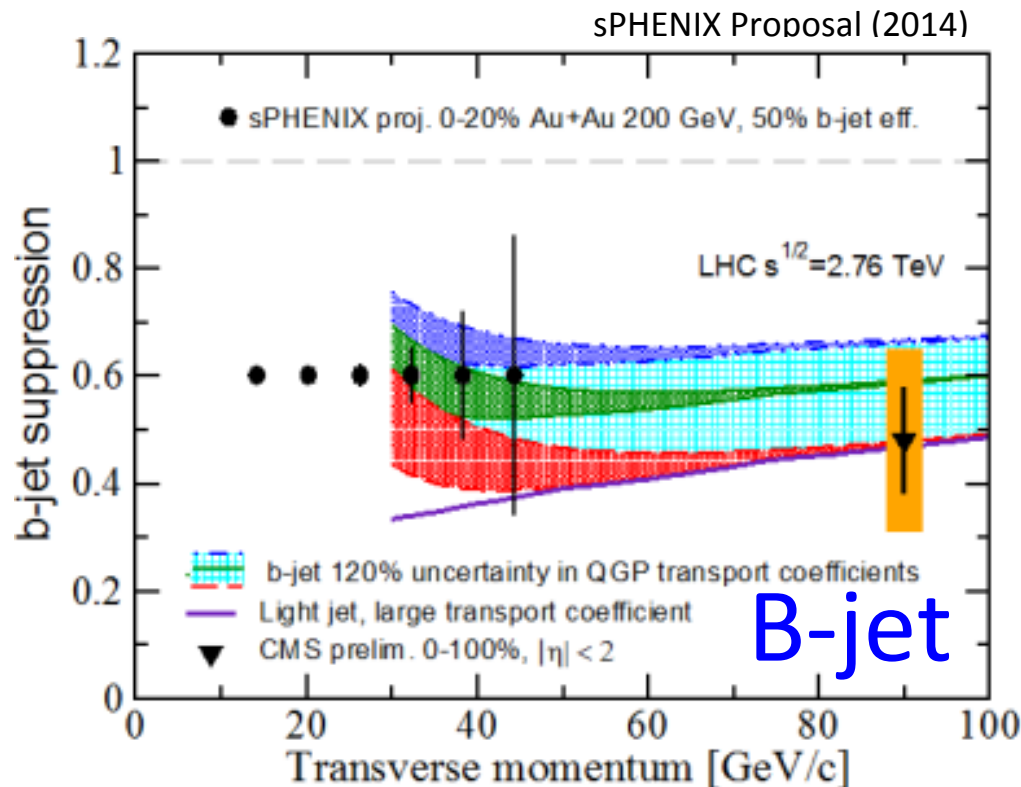 sPHENIX Proposal (2014)
1.2
sPHENIX proj. 0-20% Au+Au 200 GeV, 50% b-jet eff.
1
LHC s^1/2=2.76 TeV
0.8
0.6
0.4
0.2
0
b-jet suppression
b-jet 120% uncertainty in QGP transport coefficients
Light jet, large transport coefficient
CMS prelim. 0-100%, |η| < 2
B-jet
0 20 40 60 80 100
Transverse momentum [GeV/c]